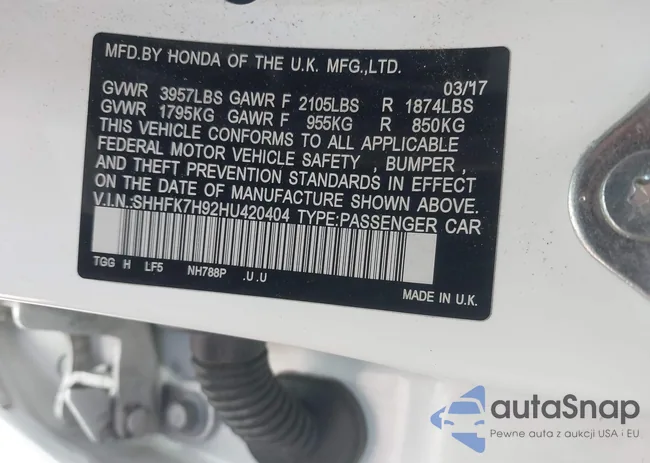 MFD.BY HONDA OF THE U.K. MFG.,LTD.
03/17
GVWR 3957LBS GAWR F 2105LBS R 1874LBS
GVWR 1795KG GAWR F 955KG R 850KG
THIS VEHICLE CONFORMS TO ALL APPLICABLE
FEDERAL MOTOR VEHICLE SAFETY , BUMPER ,
AND THEFT PREVENTION STANDARDS IN EFFECT
ON THE DATE OF MANUFACTURE SHOWN ABOVE.
V.I.N.:SHHFK7H92HU420404 TYPE:PASSENGER CAR
TGG H LF5 NH788P .U .U
MADE IN U.K.
autaSnap
Pewne auta z aukcji USA i EU